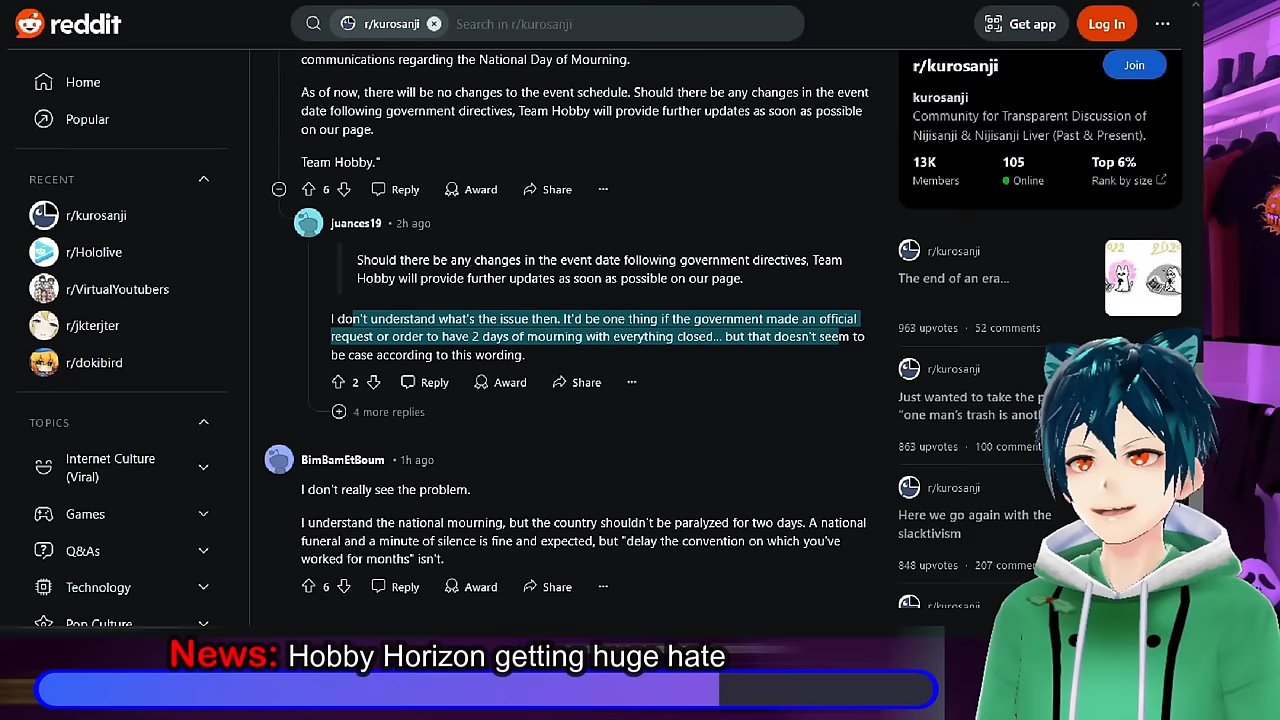 reddit
r/kurosanji
Search in r/kurosanji
Get app
Log In
Home
Popular
RECENT
r/kurosanji
r/Hololive
r/VirtualYoutubers
r/jkterjter
r/dokibird
TOPICS
Internet Culture
(Viral)
Games
Q&As
Technology
Pop Culture
communications regarding the National Day of Mourning.
As of now, there will be no changes to the event schedule. Should there be any changes in the event
date following government directives, Team Hobby will provide further updates as soon as possible
on our page.
Team Hobby."
6
Reply
Award
Share
Juances19 • 2h ago
Should there be any changes in the event date following government directives, Team
Hobby will provide further updates as soon as possible on our page.
I don't understand what's the issue then. It'd be one thing if the government made an official
request or order to have 2 days of mourning with everything closed... but that doesn't seem to
be case according to this wording.
2
Reply
Award
Share
4 more replies
BimBamEtBoum • 1h ago
I don't really see the problem.
I understand the national mourning, but the country shouldn't be paralyzed for two days. A national
funeral and a minute of silence is fine and expected, but "delay the convention on which you've
worked for months" isn't.
6
Reply
Award
Share
r/kurosanji
Join
kurosanji
Community for Transparent Discussion of
Nijisanji & Nijisanji Liver (Past & Present).
13K
105
Top 6%
Members
Online
Rank by size
r/kurosanji
The end of an era...
963 upvotes · 52 comments
r/kurosanji
Just wanted to take the
"one man's trash is
863 upvotes · 100
r/kurosanji
Here we go again with the
slacktivism
848 upvotes · 207
r/kurosanji
News: Hobby Horizon getting huge hate